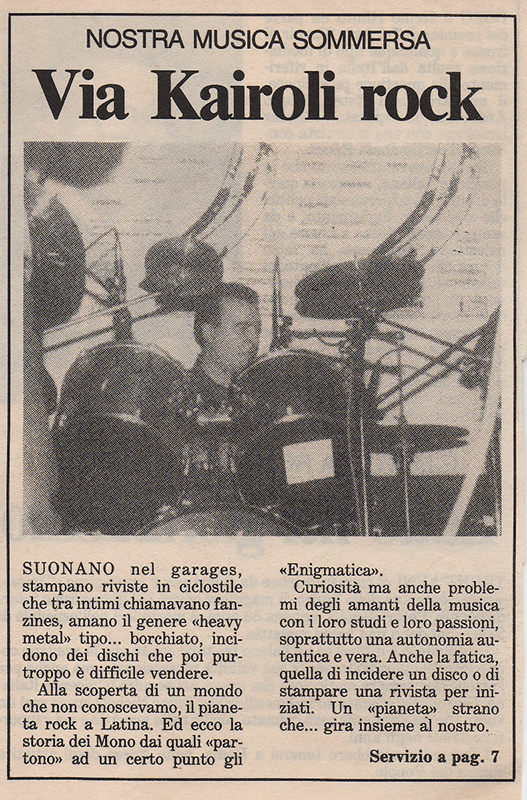 NOSTRA MUSICA SOMMERSA
Via Kairoli rock
SUONANO nel garages,
stampano riviste in ciclostile
che tra intimi chiamavano fan-
zines, amano il genere «heavy
metal» tipo... borchiato, inci-
dono dei dischi che poi pur-
troppo è difficile vendere.
Alla scoperta di un mondo
che non conoscevamo, il piane-
ta rock a Latina. Ed ecco la
storia dei Mono dai quali «par-
tono» ad un certo punto gli
«Enigmatica».
Curiosità ma anche proble-
mi degli amanti della musica
con i loro studi e loro passioni,
soprattutto una autonomia au-
tentica e vera. Anche la fatica,
quella di incidere un disco o di
stampare una rivista per ini-
ziati. Un «pianeta» strano
che... gira insieme al nostro.
Servizio a pag. 7